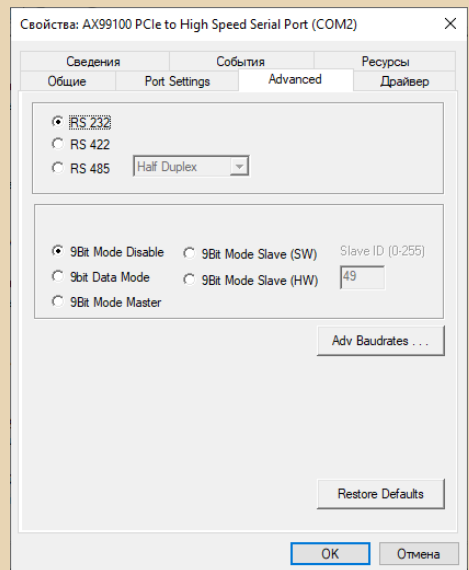 Свойства: AX99100 PCIe to High Speed Serial Port (COM2)
Сведения События Ресурсы
Общие Port Settings Advanced Драйвер
RS 232
RS 422
RS 485 Half Duplex
9Bit Mode Disable 9Bit Mode Slave (SW) Slave ID (0-255)
9bit Data Mode 9Bit Mode Slave (HW) 49
9Bit Mode Master
Adv Baudrates . . .
Restore Defaults
OK Отмена